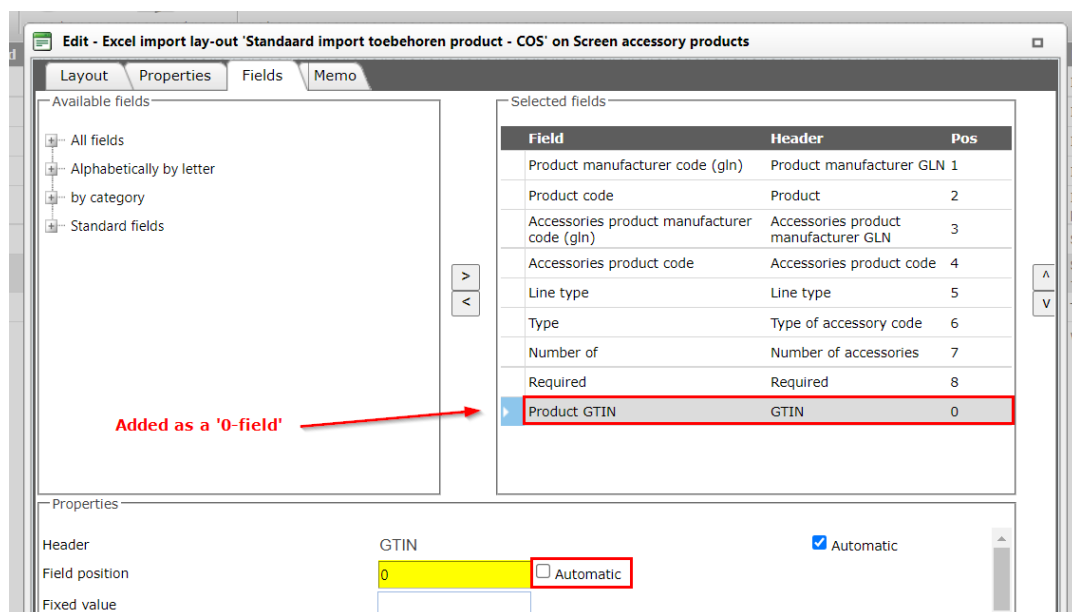 Edit - Excel import lay-out 'Standaard import toebehoren product - COS' on Screen accessory products
Layout Properties Fields Memo
Available fields
All fields
Alphabetically by letter
by category
Standard fields
>
<
Selected fields
Field Header Pos
Product manufacturer code (gln) Product manufacturer GLN 1
Product code Product 2
Accessories product manufacturer code (gln) Accessories product manufacturer GLN 3
Accessories product code Accessories product code 4
Line type Line type 5
Type Type of accessory code 6
Number of Number of accessories 7
Required Required 8
Product GTIN GTIN 0
Added as a '0-field'
Properties
Header GTIN Automatic
Field position 0 Automatic
Fixed value